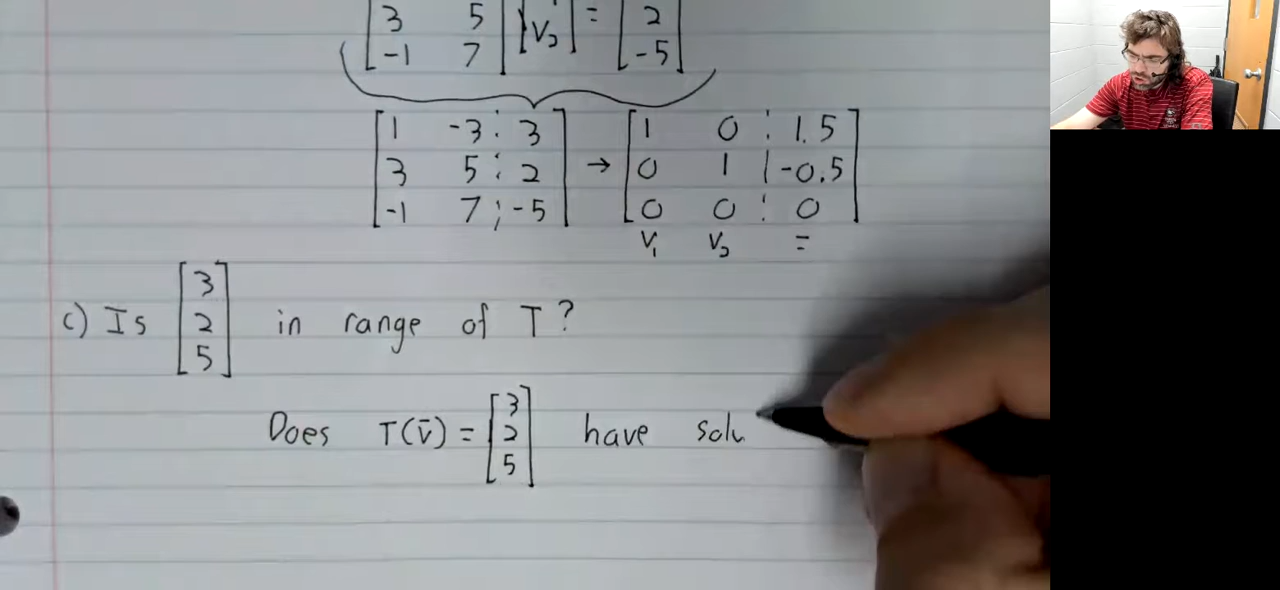 [3 5] [v₂] = [2]
[-1 7] [-5]
[1 -3 ⋮ 3] → [1 0 ⋮ 1.5]
[3 5 ⋮ 2] [0 1 | -0.5]
[-1 7 ⋮ -5] [0 0 ⋮ 0]
v₁ v₂ =
c) Is [3 2 5] in range of T?
Does T(v̄) = [3 2 5] have solu